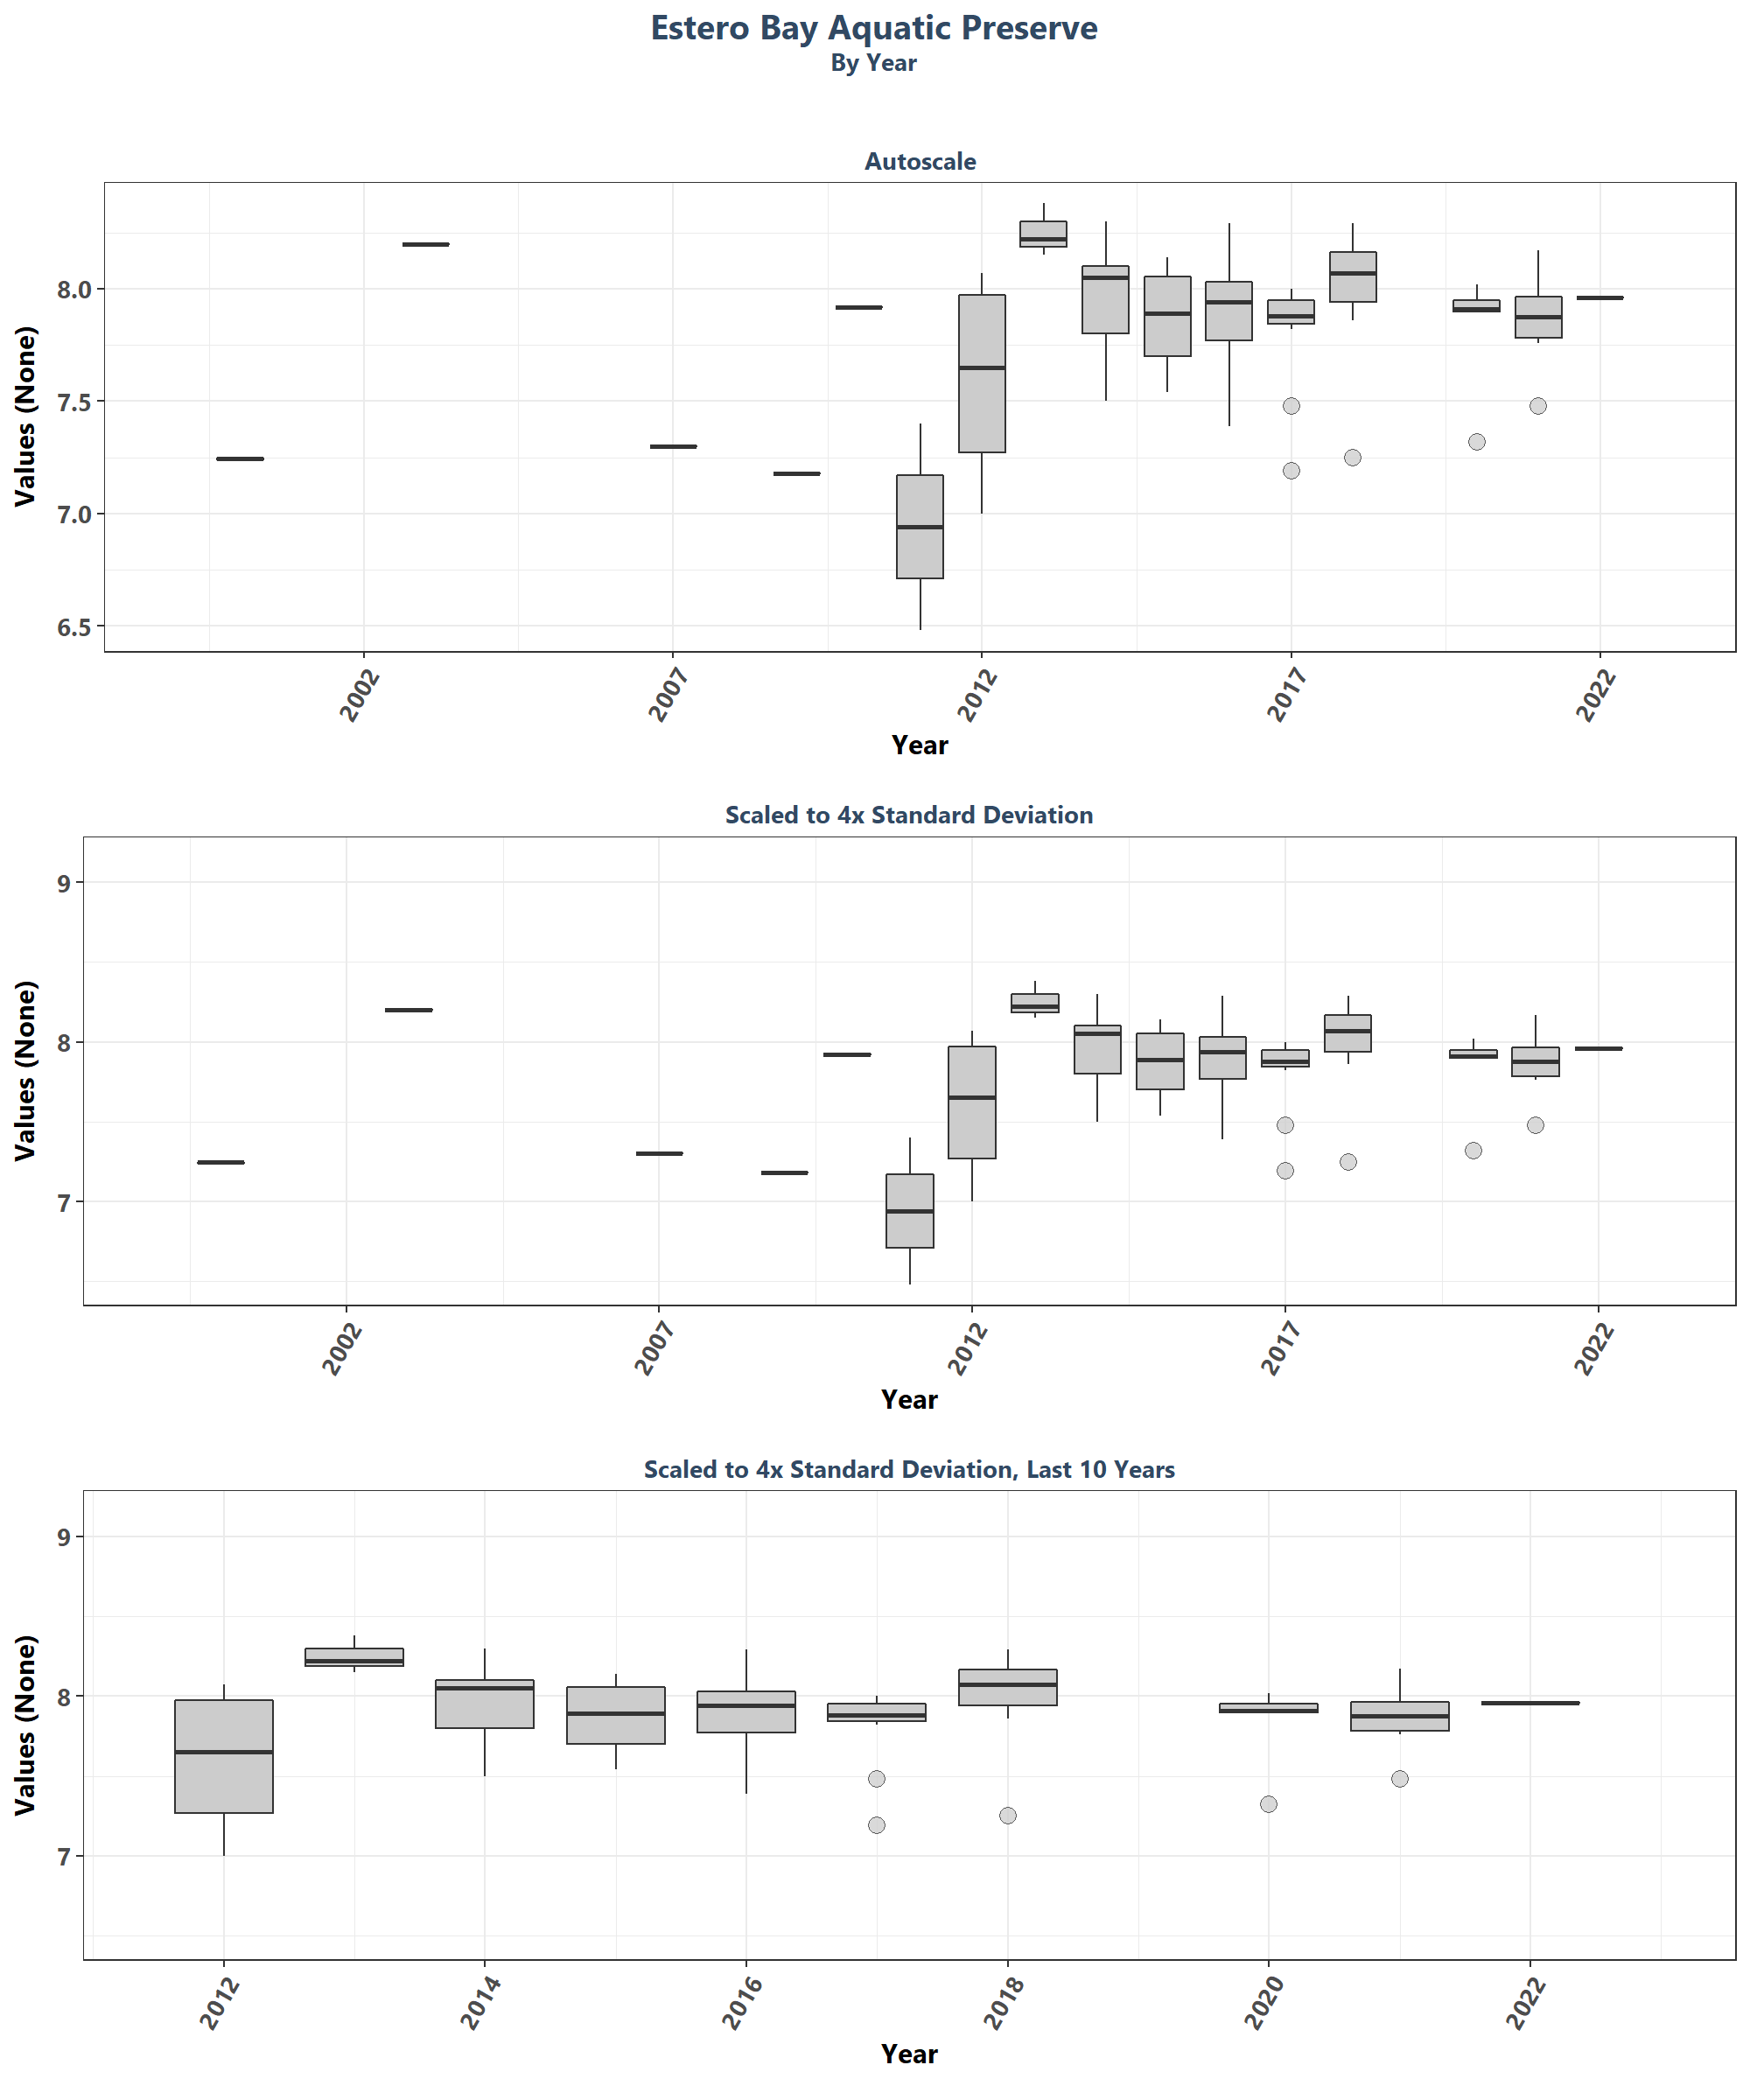 Estero Bay Aquatic Preserve
By Year
Autoscale
Values (None)
8.0
7.5
7.0
6.5
2002 2007 2012 2017 2022
Year
Scaled to 4x Standard Deviation
Values (None)
9
8
7
2002 2007 2012 2017 2022
Year
Scaled to 4x Standard Deviation, Last 10 Years
Values (None)
9
8
7
2012 2014 2016 2018 2020 2022
Year